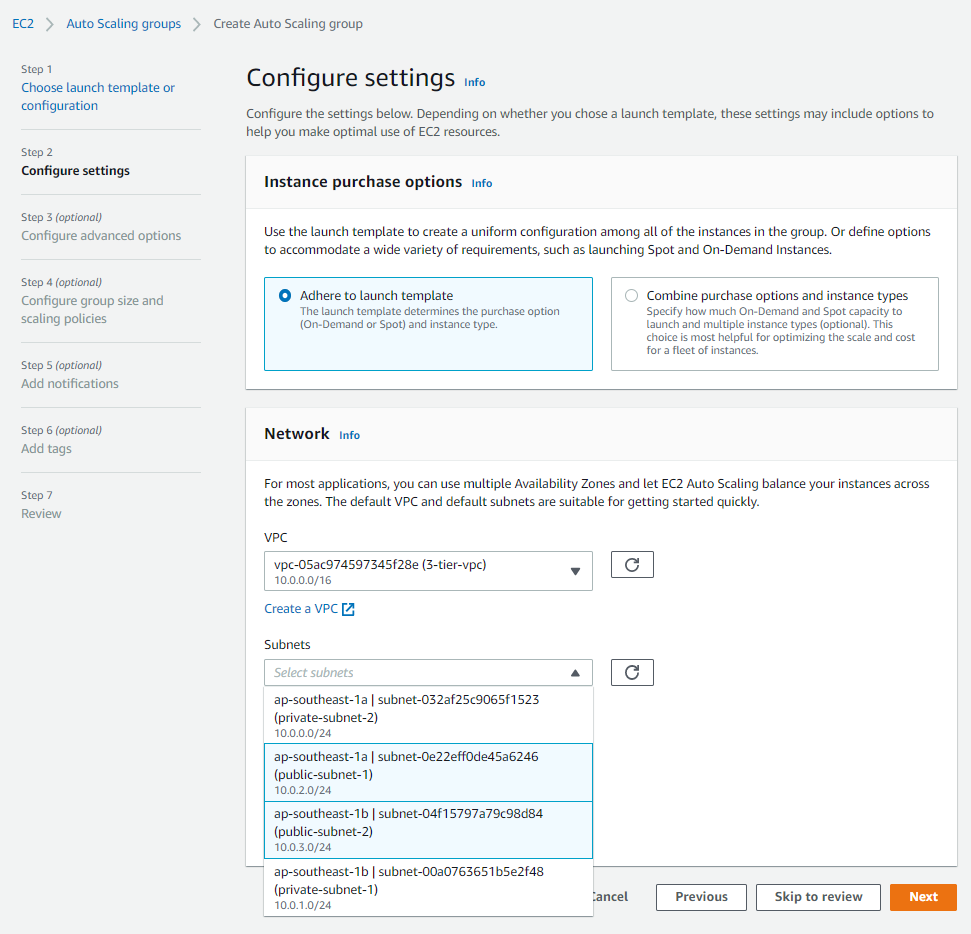 EC2 > Auto Scaling groups > Create Auto Scaling group
Step 1
Choose launch template or
configuration
Step 2
Configure settings
Step 3 (optional)
Configure advanced options
Step 4 (optional)
Configure group size and
scaling policies
Step 5 (optional)
Add notifications
Step 6 (optional)
Add tags
Step 7
Review
Configure settings Info
Configure the settings below. Depending on whether you chose a launch template, these settings may include options to
help you make optimal use of EC2 resources.
Instance purchase options Info
Use the launch template to create a uniform configuration among all of the instances in the group. Or define options
to accommodate a wide variety of requirements, such as launching Spot and On-Demand Instances.
Adhere to launch template
The launch template determines the purchase option
(On-Demand or Spot) and instance type.
Combine purchase options and instance types
Specify how much On-Demand and Spot capacity to
launch and multiple instance types (optional). This
choice is most helpful for optimizing the scale and cost
for a fleet of instances.
Network Info
For most applications, you can use multiple Availability Zones and let EC2 Auto Scaling balance your instances across
the zones. The default VPC and default subnets are suitable for getting started quickly.
VPC
vpc-05ac974597345f28e (3-tier-vpc)
10.0.0.0/16
Create a VPC
Subnets
Select subnets
ap-southeast-1a | subnet-032af25c9065f1523
(private-subnet-2)
10.0.0.0/24
ap-southeast-1a | subnet-0e22eff0de45a6246
(public-subnet-1)
10.0.2.0/24
ap-southeast-1b | subnet-04f15797a79c98d84
(public-subnet-2)
10.0.3.0/24
ap-southeast-1b | subnet-00a0763651b5e2f48
(private-subnet-1)
10.0.1.0/24
Cancel
Previous
Skip to review
Next